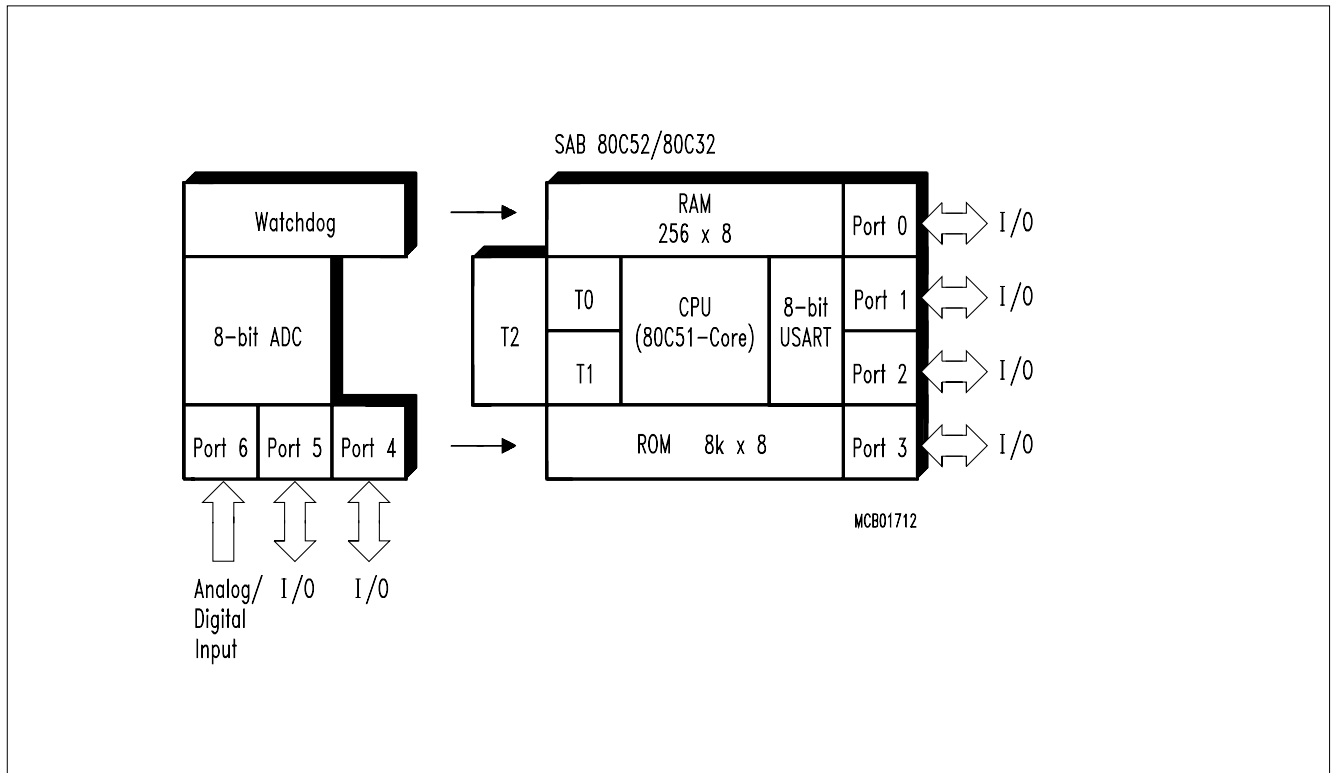 SAB 80C52/80C32
Watchdog
8-bit ADC
Port 6
Port 5
Port 4
Analog/
Digital
Input
I/O
I/O
RAM
256 x 8
Port 0
I/O
T2
T0
T1
CPU
(80C51-Core)
8-bit
USART
Port 1
I/O
Port 2
I/O
ROM 8k x 8
Port 3
I/O
MCB01712